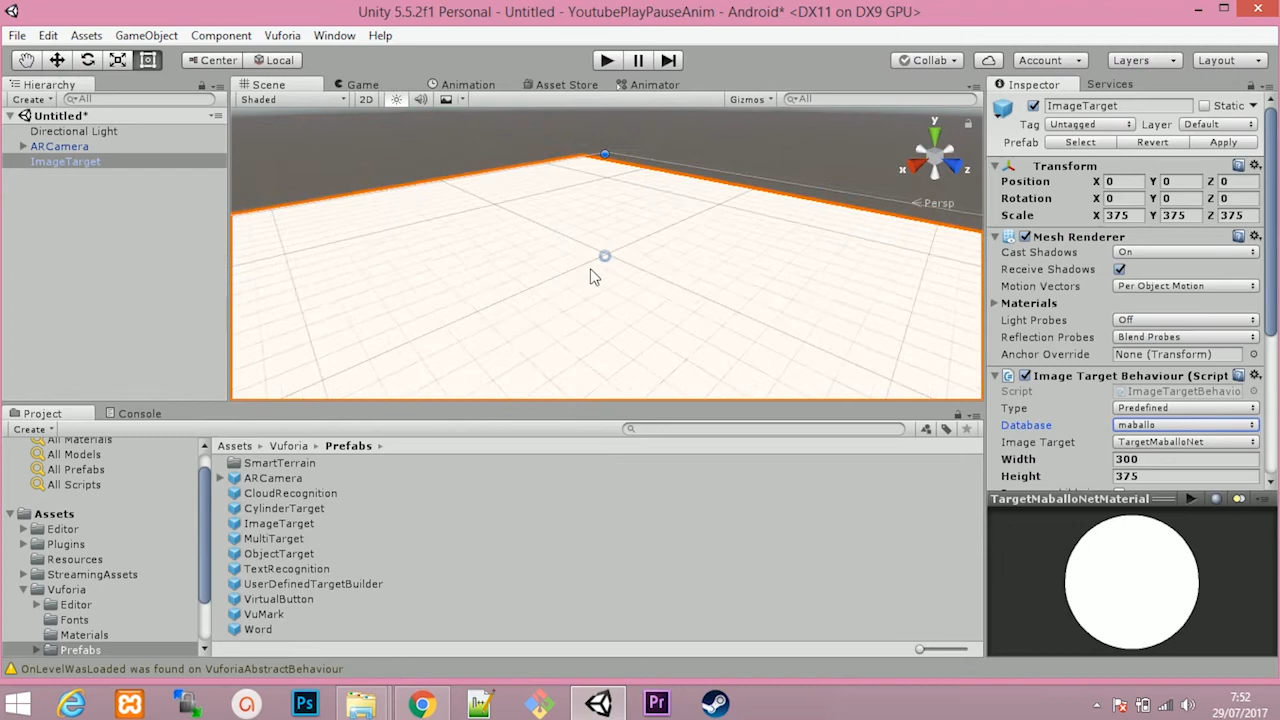 Unity 5.5.2f1 Personal - Untitled - YoutubePlayPauseAnim - Android* <DX11 on DX9 GPU>
File Edit Assets GameObject Component Vuforia Window Help
Center Local Collab Account Layers Layout
Hierarchy
Create All
Untitled*
Directional Light
ARCamera
ImageTarget
Scene Game Animation Asset Store Animator
Shaded 2D Gizmos All
y
x z
Persp
Inspector Services
ImageTarget Static
Tag Untagged Layer Default
Prefab Select Revert Apply
Transform
Position X 0 Y 0 Z 0
Rotation X 0 Y 0 Z 0
Scale X 375 Y 375 Z 375
Mesh Renderer
Cast Shadows On
Receive Shadows
Motion Vectors Per Object Motion
Materials
Light Probes Off
Reflection Probes Blend Probes
Anchor Override None (Transform)
Image Target Behaviour (Script
Script ImageTargetBehavio
Type Predefined
Database maballo
Image Target TargetMaballoNet
Width 300
Height 375
TargetMaballoNetMaterial
Project Console
Create
All Materials
All Models
All Prefabs
All Scripts
Assets
Editor
Plugins
Resources
StreamingAssets
Vuforia
Editor
Fonts
Materials
Prefabs
Assets Vuforia Prefabs
SmartTerrain
ARCamera
CloudRecognition
CylinderTarget
ImageTarget
MultiTarget
ObjectTarget
TextRecognition
UserDefinedTargetBuilder
VirtualButton
VuMark
Word
OnLevelWasLoaded was found on VuforiaAbstractBehaviour
Ps
Pr
7:52
29/07/2017